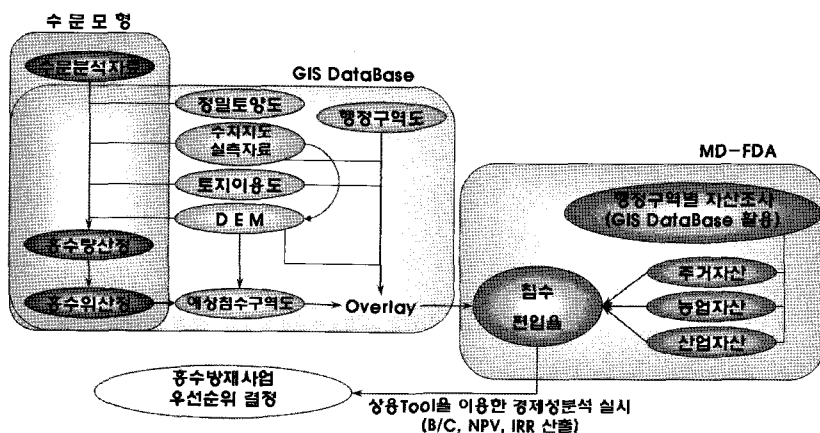 수문모형
수문분석자료
GIS DataBase
정밀토양도
행정구역도
수치지도
실측자료
토지이용도
DEM
홍수량산정
홍수위산정
예상침수구역도
Overlay
MD-FDA
행정구역별 자산조사
(GIS DataBase 활용)
주거자산
농업자산
산업자산
침수
편입율
홍수방재사업
우선순위 결정
상용Tool을 이용한 경제성분석 실시
(B/C, NPV, IRR 산출)